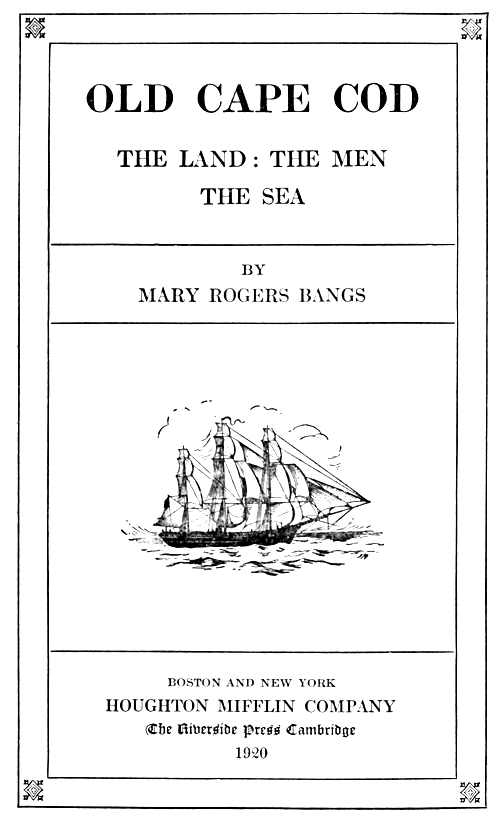 OLD CAPE COD
THE LAND : THE MEN
THE SEA
BY
MARY ROGERS BANGS
BOSTON AND NEW YORK
HOUGHTON MIFFLIN COMPANY
The Riverside Press Cambridge
1920